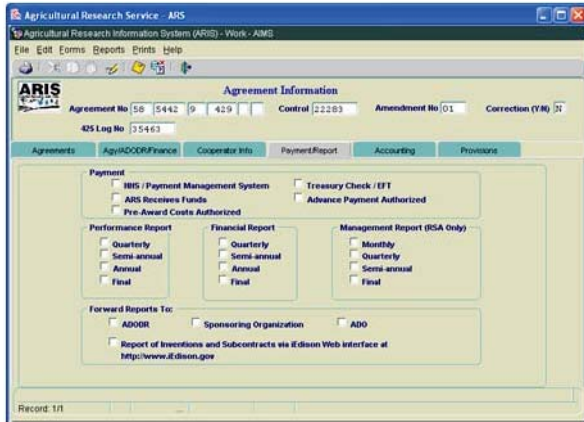 Agricultural Research Service - ARS
Agricultural Research Information System (ARIS) - Work - AIMS
File Edit Forms Reports Prints Help
ARIS
Agreement Information
Agreement No 58 5442 9 429 Control 22283 Amendment No 01 Correction (Y/N) N
425 Log No 35463
Agreements Agy/ADODR/Finance Cooperator Info Payment/Report Accounting Provisions
Payment
HHS / Payment Management System Treasury Check / EFT
ARS Receives Funds Advance Payment Authorized
Pre-Award Costs Authorized
Performance Report Financial Report Management Report (RSA Only)
Quarterly Quarterly Monthly
Semi-annual Semi-annual Quarterly
Annual Annual Semi-annual
Final Final Final
Forward Reports To:
ADODR Sponsoring Organization ADO
Report of Inventions and Subcontracts via iEdison Web interface at
http://www.iEdison.gov
Record: 1/1 ...